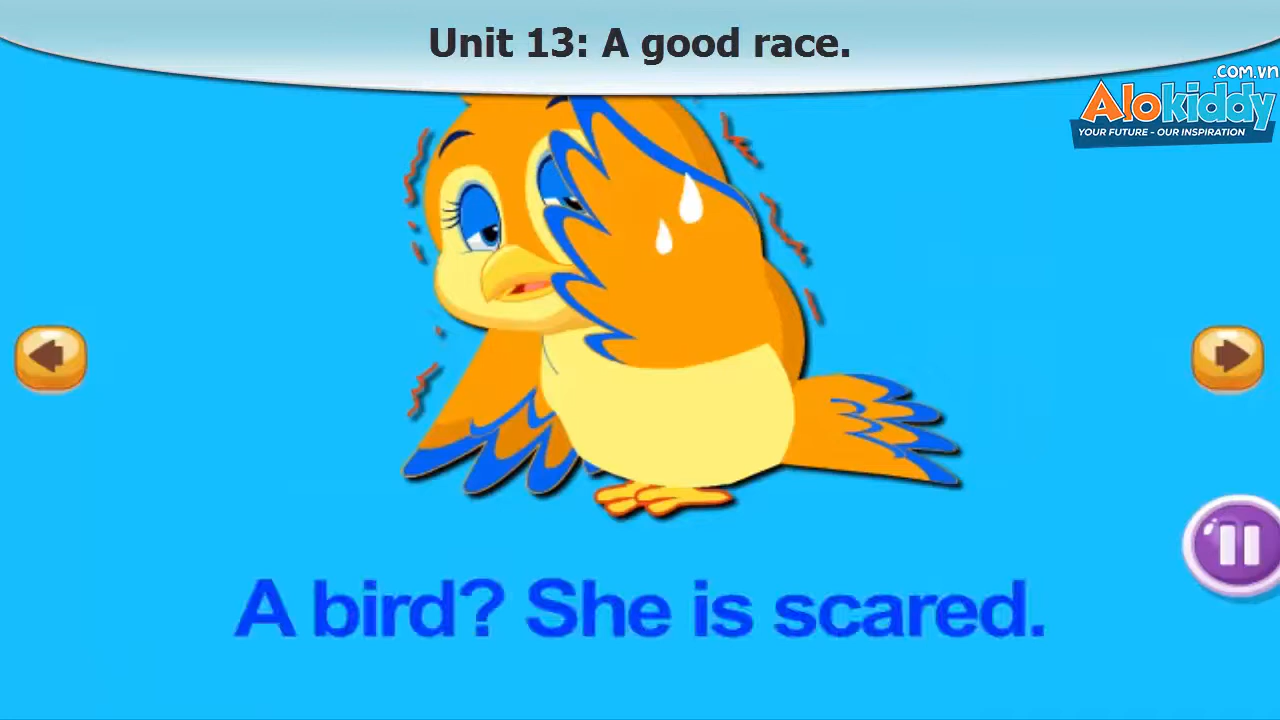 Unit 13: A good race.
.com.vn
Alokiddy
YOUR FUTURE - OUR INSPIRATION
A bird? She is scared.